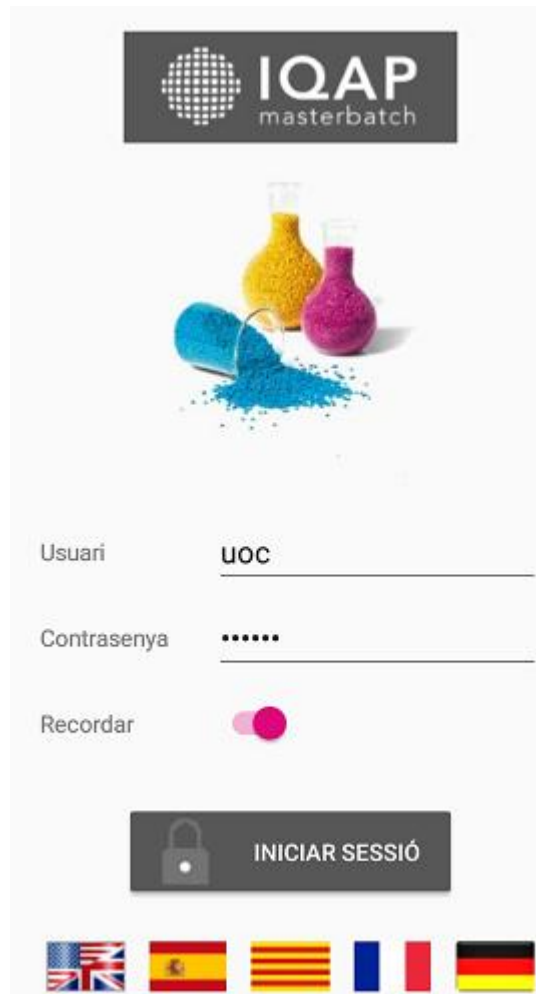 IQAP
masterbatch
Usuari uoc
Contrasenya ••••••
Recordar
INICIAR SESSIÓ